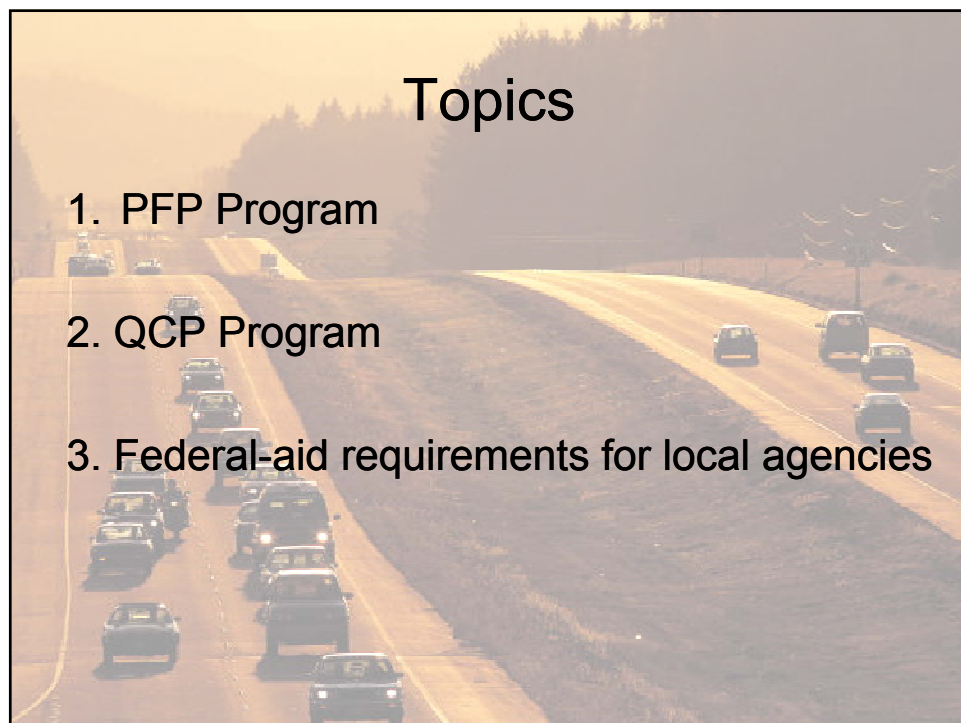 Topics
1. PFP Program
2. QCP Program
3. Federal-aid requirements for local agencies